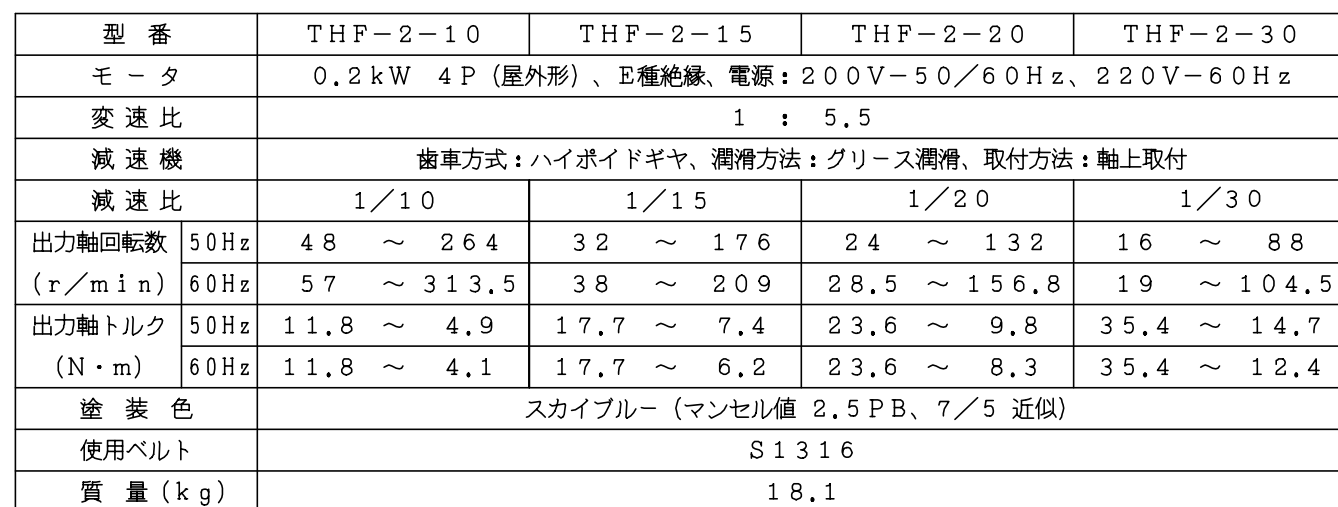 型番 THF-2-10 THF-2-15 THF-2-20 THF-2-30
モータ 0.2kW 4P(屋外形)、E種絶縁、電源:200V-50/60Hz、220V-60Hz
変速比 1 : 5.5
減速機 歯車方式:ハイポイドギヤ、潤滑方法:グリース潤滑、取付方法:軸上取付
減速比 1/10 1/15 1/20 1/30
出力軸回転数 50Hz 48 ~ 264 32 ~ 176 24 ~ 132 16 ~ 88
(r/min) 60Hz 57 ~ 313.5 38 ~ 209 28.5 ~ 156.8 19 ~ 104.5
出力軸トルク 50Hz 11.8 ~ 4.9 17.7 ~ 7.4 23.6 ~ 9.8 35.4 ~ 14.7
(N・m) 60Hz 11.8 ~ 4.1 17.7 ~ 6.2 23.6 ~ 8.3 35.4 ~ 12.4
塗装色 スカイブルー(マンセル値 2.5PB、7/5 近似)
使用ベルト S1316
質量(kg) 18.1